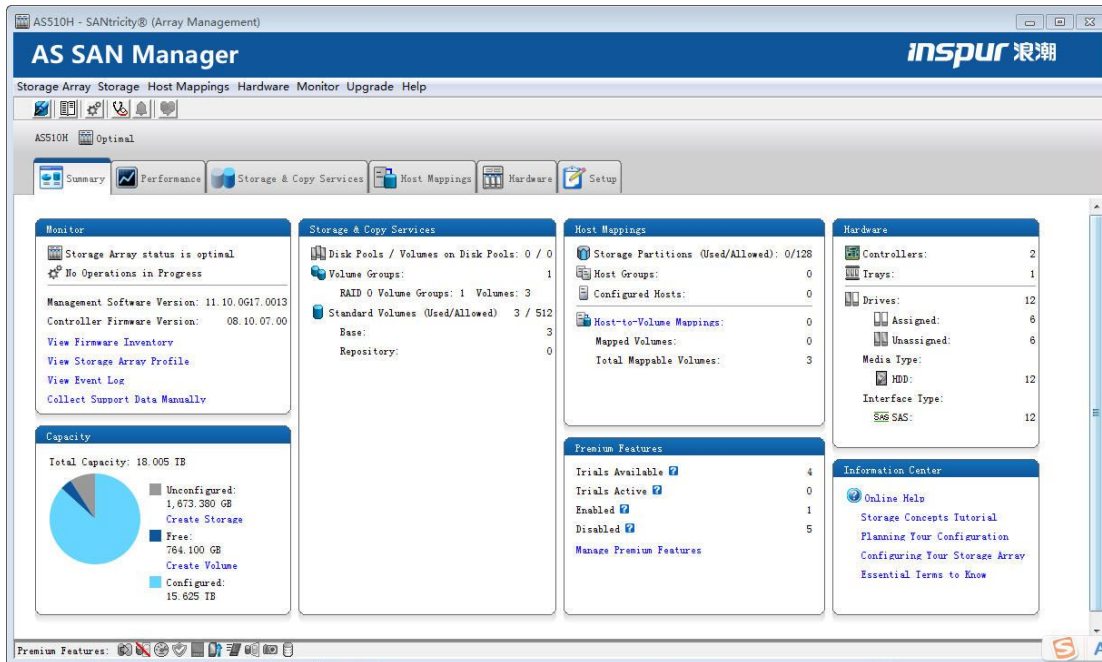 AS510H - SANtricity® (Array Management)
AS SAN Manager
inspur 浪潮
Storage Array Storage Host Mappings Hardware Monitor Upgrade Help
AS510H Optimal
Summary Performance Storage & Copy Services Host Mappings Hardware Setup
Monitor
Storage Array status is optimal
No Operations in Progress
Management Software Version: 11.10.0G17.0013
Controller Firmware Version: 08.10.07.00
View Firmware Inventory
View Storage Array Profile
View Event Log
Collect Support Data Manually
Capacity
Total Capacity: 18.005 TB
Unconfigured:
1,673.380 GB
Create Storage
Free:
764.100 GB
Create Volume
Configured:
15.625 TB
Storage & Copy Services
Disk Pools / Volumes on Disk Pools: 0 / 0
Volume Groups: 1
RAID 0 Volume Groups: 1 Volumes: 3
Standard Volumes (Used/Allowed) 3 / 512
Base: 3
Repository: 0
Host Mappings
Storage Partitions (Used/Allowed): 0/128
Host Groups: 0
Configured Hosts: 0
Host-to-Volume Mappings: 0
Mapped Volumes: 0
Total Mappable Volumes: 3
Premium Features
Trials Available ? 4
Trials Active ? 0
Enabled ? 1
Disabled ? 5
Manage Premium Features
Hardware
Controllers: 2
Trays: 1
Drives: 12
Assigned: 6
Unassigned: 6
Media Type:
HDD: 12
Interface Type:
SAS SAS: 12
Information Center
Online Help
Storage Concepts Tutorial
Planning Your Configuration
Configuring Your Storage Array
Essential Terms to Know
Premium Features: